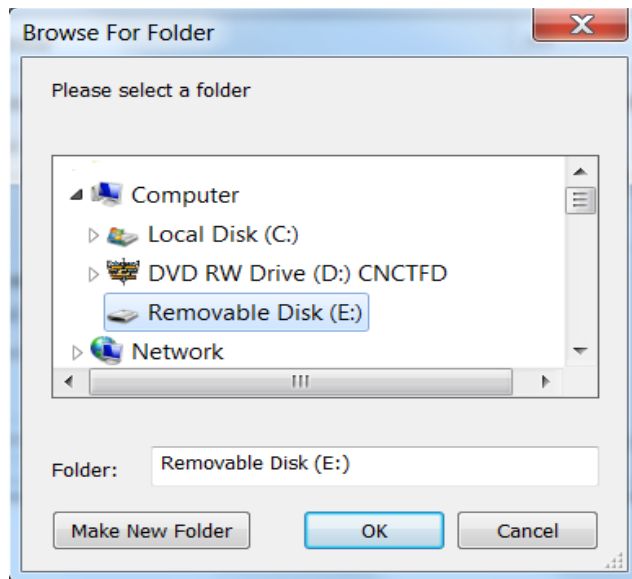 Browse For Folder
Please select a folder
Computer
Local Disk (C:)
DVD RW Drive (D:) CNCTFD
Removable Disk (E:)
Network
Folder: Removable Disk (E:)
Make New Folder OK Cancel